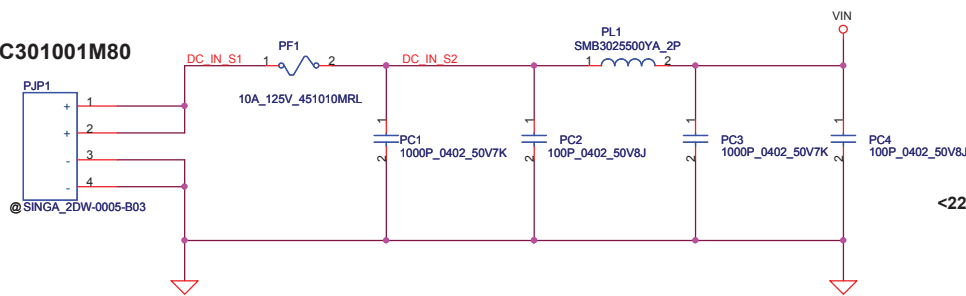 VIN
C301001M80
PF1
PL1
SMB3025500YA_2P
DC_IN_S1
1
2
DC_IN_S2
1
2
PJP1
10A_125V_451010MRL
+
1
+
2
-
3
-
4
@SINGA_2DW-0005-B03
1
2
PC1
1000P_0402_50V7K
1
2
PC2
100P_0402_50V8J
1
2
PC3
1000P_0402_50V7K
1
2
PC4
100P_0402_50V8J
<22